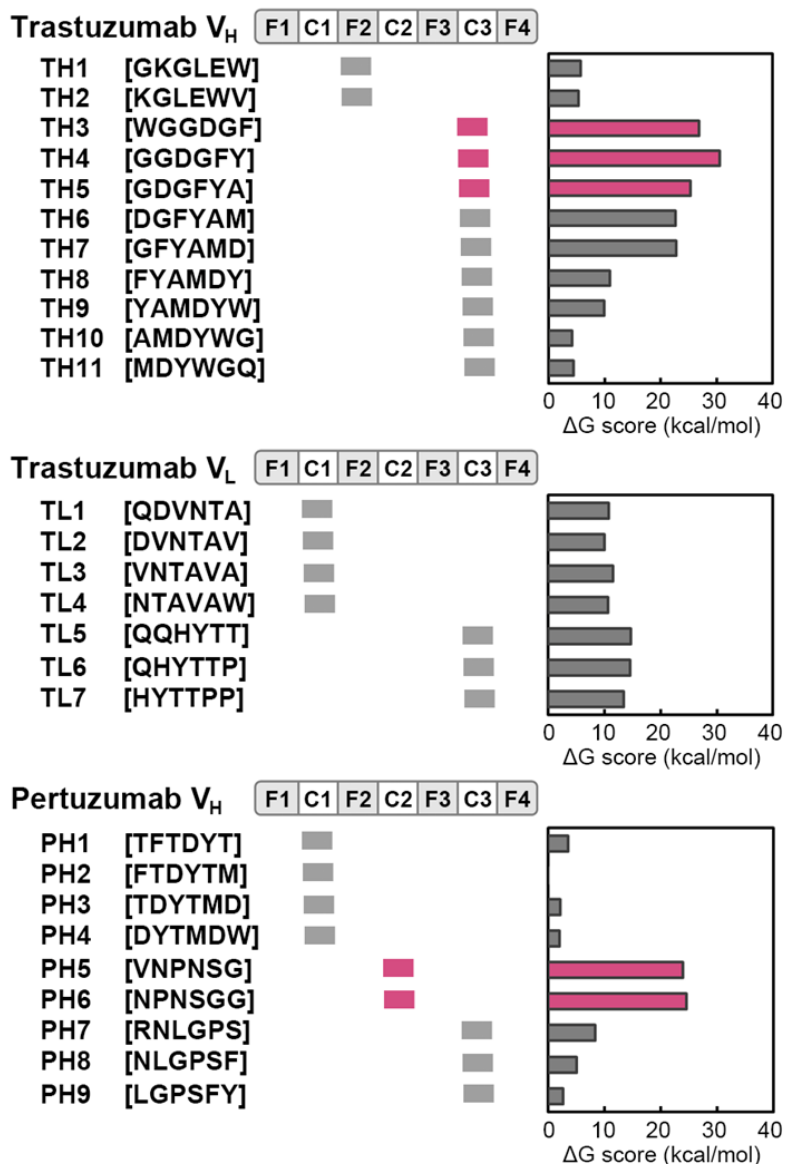 Trastuzumab VH F1 C1 F2 C2 F3 C3 F4
TH1 [GKGLEW]
TH2 [KGLEWV]
TH3 [WGGDGF]
TH4 [GGDGFY]
TH5 [GDGFYA]
TH6 [DGFYAM]
TH7 [GFYAMD]
TH8 [FYAMDY]
TH9 [YAMDYW]
TH10 [AMDYWG]
TH11 [MDYWGQ]
0 10 20 30 40
ΔG score (kcal/mol)
Trastuzumab VL F1 C1 F2 C2 F3 C3 F4
TL1 [QDVNTA]
TL2 [DVNTAV]
TL3 [VNTAVA]
TL4 [NTAVAW]
TL5 [QQHYTT]
TL6 [QHYTTP]
TL7 [HYTTPP]
0 10 20 30 40
ΔG score (kcal/mol)
Pertuzumab VH F1 C1 F2 C2 F3 C3 F4
PH1 [TFTDYT]
PH2 [FTDYTM]
PH3 [TDYTMD]
PH4 [DYTMDW]
PH5 [VNPNSG]
PH6 [NPNSGG]
PH7 [RNLGPS]
PH8 [NLGPSF]
PH9 [LGPSFY]
0 10 20 30 40
ΔG score (kcal/mol)